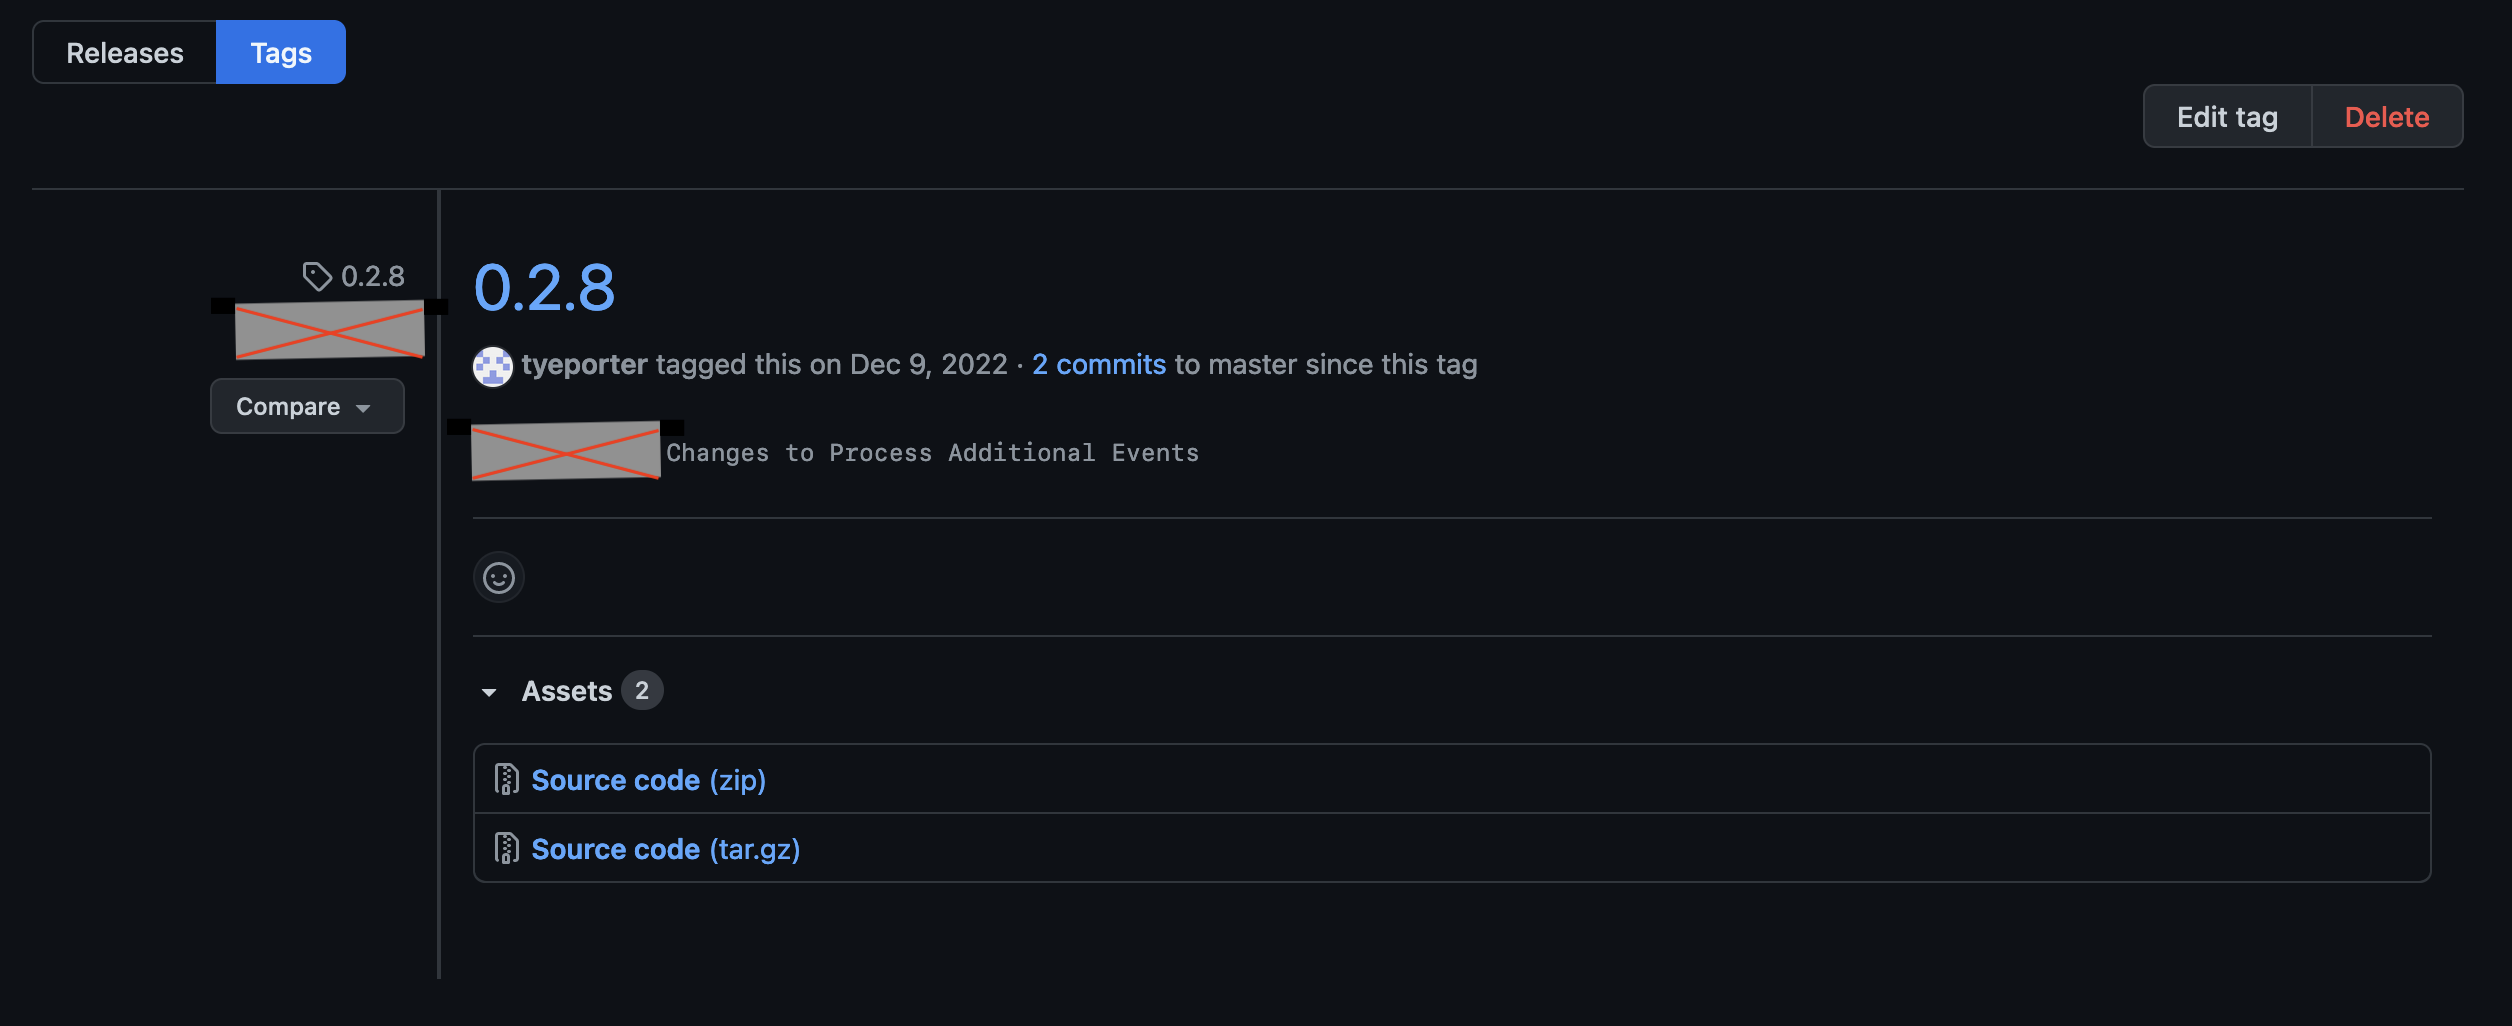 Releases Tags
Edit tag Delete
0.2.8
Compare
0.2.8
tyeporter tagged this on Dec 9, 2022 · 2 commits to master since this tag
Changes to Process Additional Events
Assets 2
Source code (zip)
Source code (tar.gz)